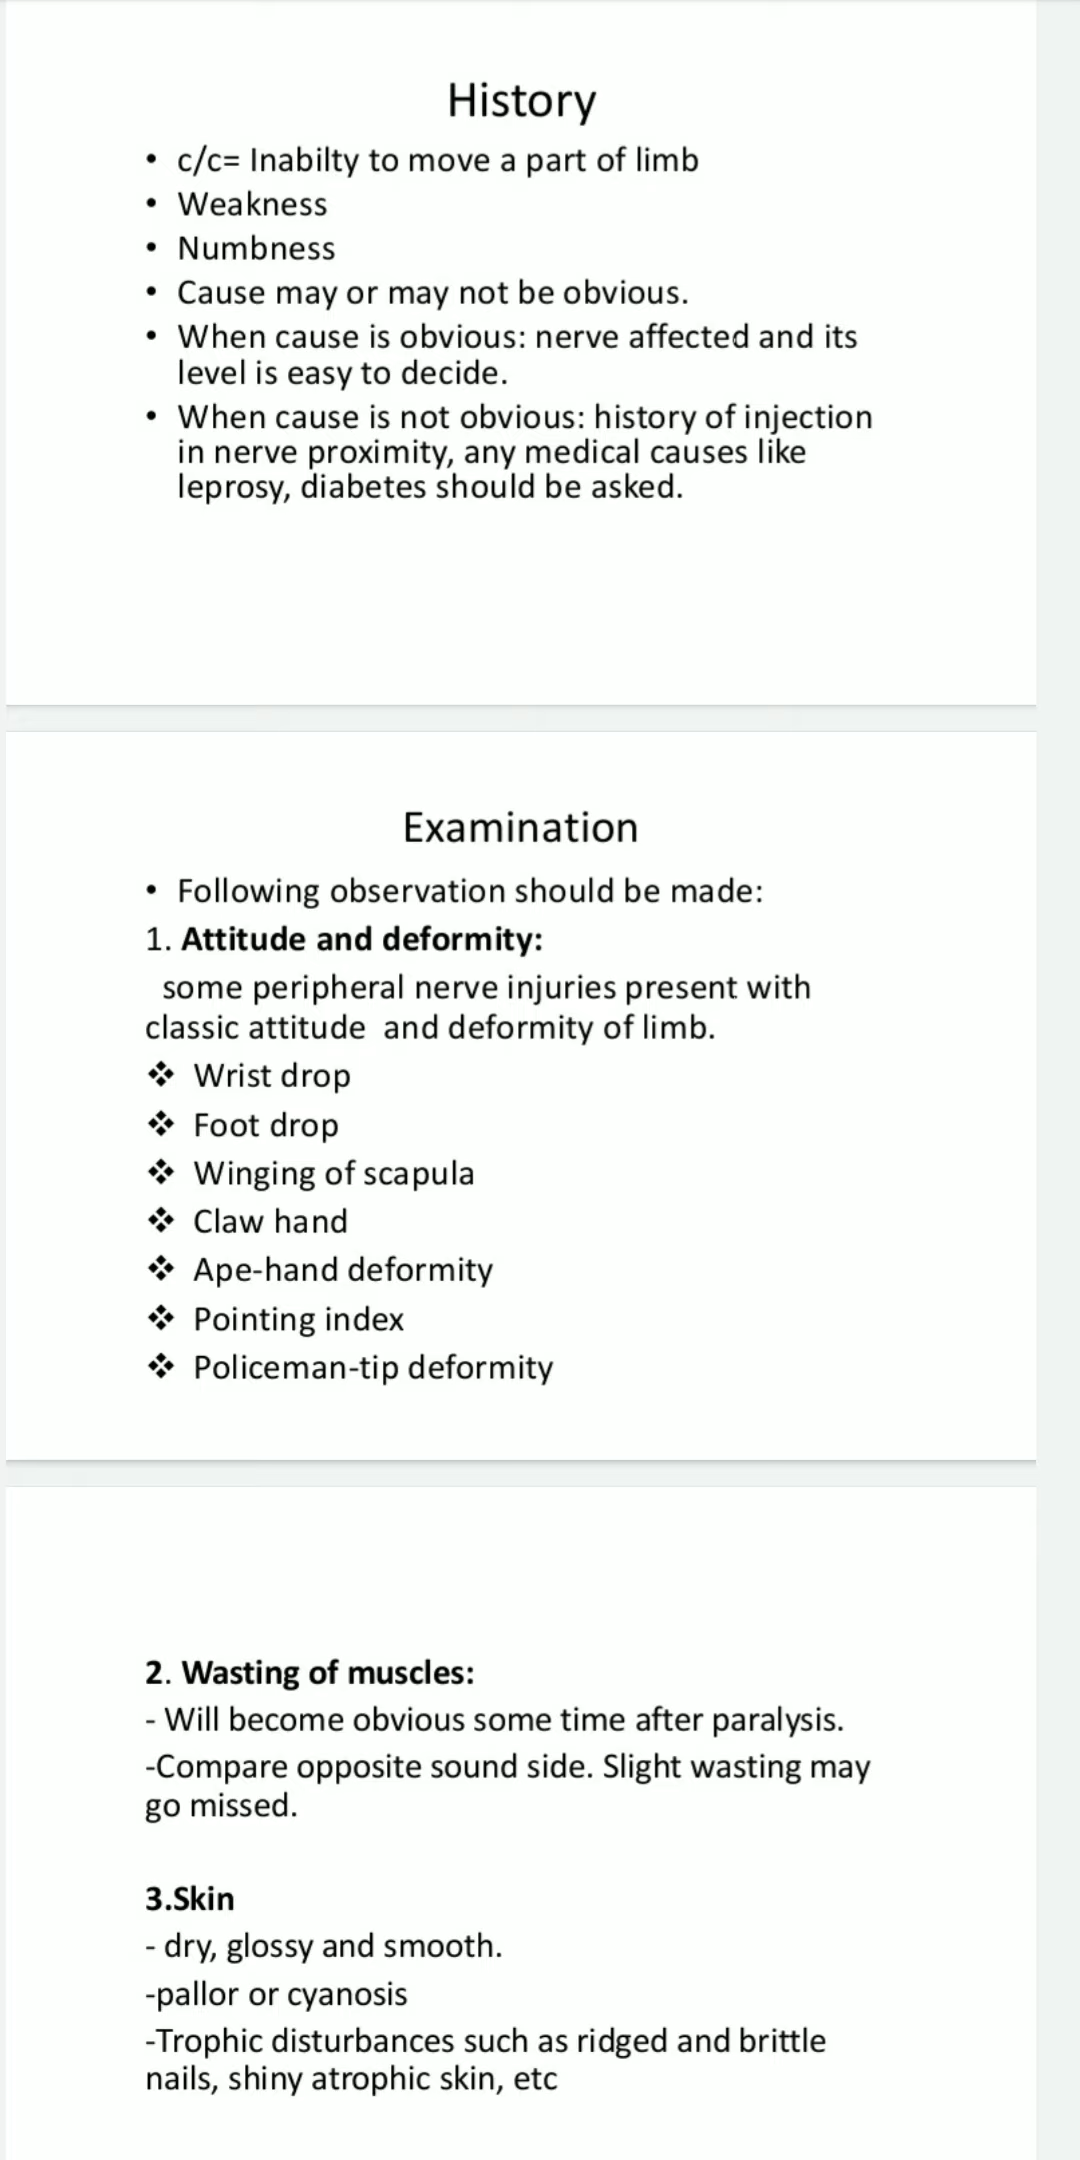 History
• c/c= Inabilty to move a part of limb
• Weakness
• Numbness
• Cause may or may not be obvious.
• When cause is obvious: nerve affected and its
level is easy to decide.
• When cause is not obvious: history of injection
in nerve proximity, any medical causes like
leprosy, diabetes should be asked.
Examination
• Following observation should be made:
1. Attitude and deformity:
some peripheral nerve injuries present with
classic attitude and deformity of limb.
❖ Wrist drop
❖ Foot drop
❖ Winging of scapula
❖ Claw hand
❖ Ape-hand deformity
❖ Pointing index
❖ Policeman-tip deformity
2. Wasting of muscles:
- Will become obvious some time after paralysis.
-Compare opposite sound side. Slight wasting may
go missed.
3.Skin
- dry, glossy and smooth.
-pallor or cyanosis
-Trophic disturbances such as ridged and brittle
nails, shiny atrophic skin, etc